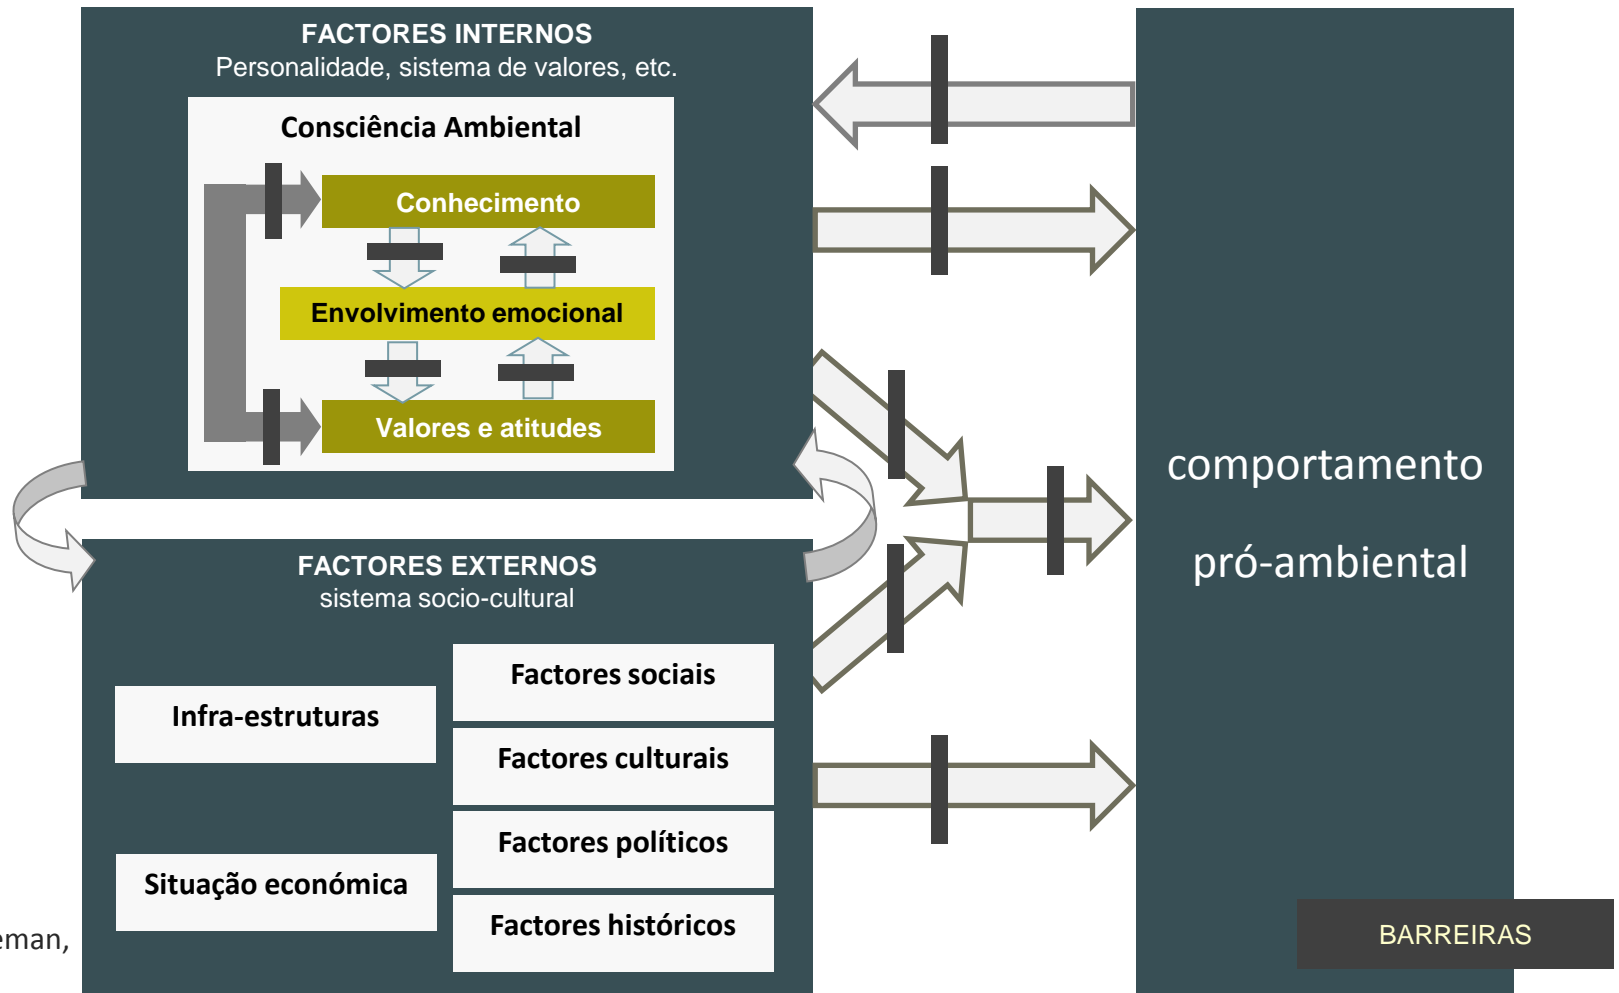 FACTORES INTERNOS
Personalidade, sistema de valores, etc.
Consciência Ambiental
Conhecimento
Envolvimento emocional
Valores e atitudes
FACTORES EXTERNOS
sistema socio-cultural
Infra-estruturas
Situação económica
Factores sociais
Factores culturais
Factores políticos
Factores históricos
comportamento
pró-ambiental
BARREIRAS